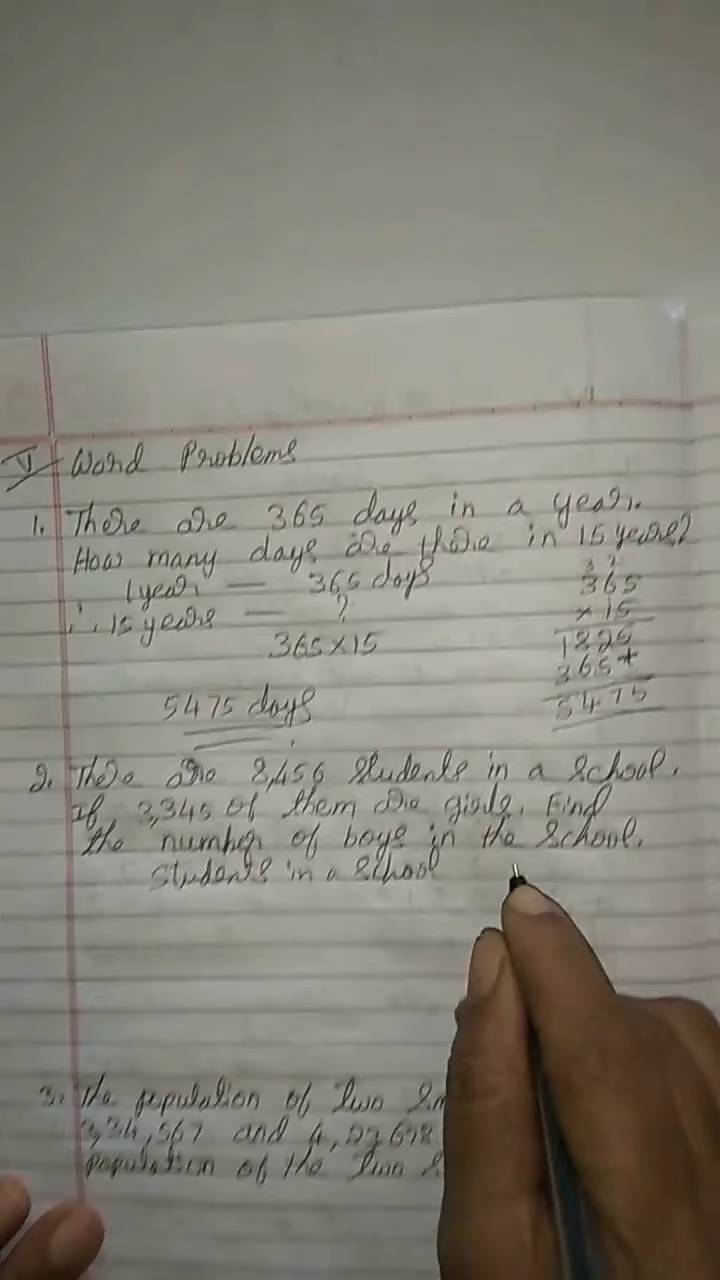 V Word Problems
1. There are 365 days in a year.
How many days are there in 15 years?
1 year — 365 days
∴ 15 years — ?
365×15
5475 days
3 2
365
×15
1825
365+
5475
2. There are 8,456 students in a school.
If 3,345 of them are girls. Find
the number of boys in the school.
Students in a school
3. The population of Two
3,34,567 and
population of the Two